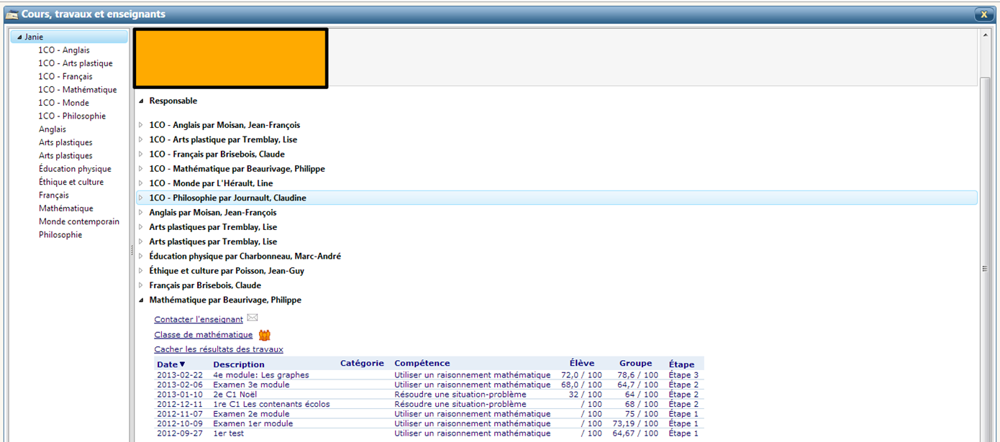 Cours, travaux et enseignants
X
Janie
1CO - Anglais
1CO - Arts plastique
1CO - Français
1CO - Mathématique
1CO - Monde
1CO - Philosophie
Anglais
Arts plastiques
Arts plastiques
Éducation physique
Éthique et culture
Français
Mathématique
Monde contemporain
Philosophie
Responsable
1CO - Anglais par Moisan, Jean-François
1CO - Arts plastique par Tremblay, Lise
1CO - Français par Brisebois, Claude
1CO - Mathématique par Beaurivage, Philippe
1CO - Monde par L'Hérault, Line
1CO - Philosophie par Journault, Claudine
Anglais par Moisan, Jean-François
Arts plastiques par Tremblay, Lise
Arts plastiques par Tremblay, Lise
Éducation physique par Charbonneau, Marc-André
Éthique et culture par Poisson, Jean-Guy
Français par Brisebois, Claude
Mathématique par Beaurivage, Philippe
Contacter l'enseignant
Classe de mathématique
Cacher les résultats des travaux
Date▼ Description Catégorie Compétence Élève Groupe Étape
2013-02-22 4e module: Les graphes Utiliser un raisonnement mathématique 72,0 / 100 78,6 / 100 Étape 3
2013-02-06 Examen 3e module Utiliser un raisonnement mathématique 68,0 / 100 64,7 / 100 Étape 2
2013-01-10 2e C1 Noël Résoudre une situation-problème 32 / 100 64 / 100 Étape 2
2012-12-11 1re C1 Les contenants écolos Résoudre une situation-problème / 100 68 / 100 Étape 2
2012-11-07 Examen 2e module Utiliser un raisonnement mathématique / 100 75 / 100 Étape 1
2012-10-09 Examen 1er module Utiliser un raisonnement mathématique / 100 73,19 / 100 Étape 1
2012-09-27 1er test Utiliser un raisonnement mathématique / 100 64,67 / 100 Étape 1